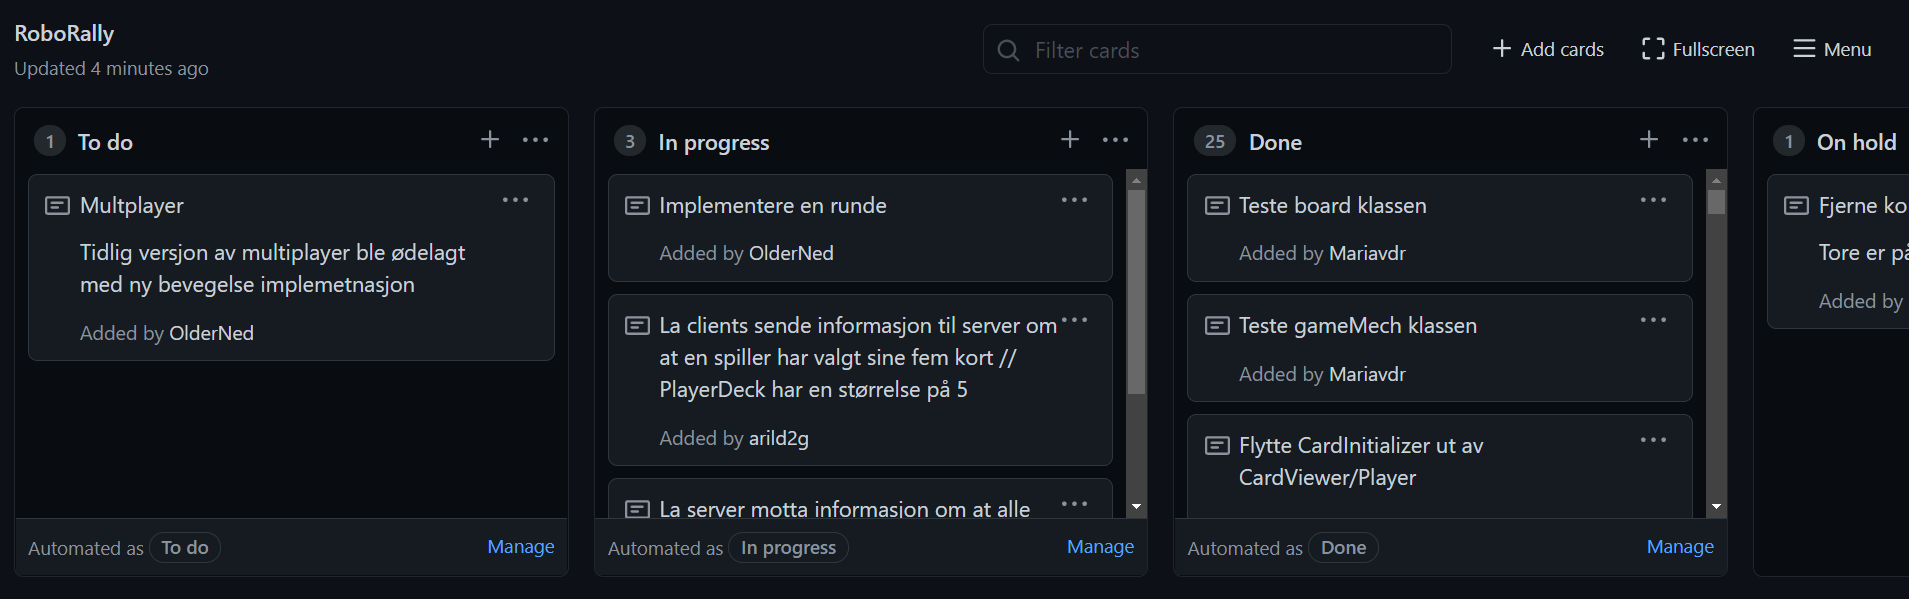 RoboRally
Updated 4 minutes ago
Filter cards
Add cards
Fullscreen
Menu
1 To do
Multplayer
Tidlig versjon av multiplayer ble ødelagt
med ny bevegelse implemetnasjon
Added by OlderNed
Automated as To do
Manage
3 In progress
Implementere en runde
Added by OlderNed
La clients sende informasjon til server om
at en spiller har valgt sine fem kort //
PlayerDeck har en størrelse på 5
Added by arild2g
La server motta informasjon om at alle
Automated as In progress
Manage
25 Done
Teste board klassen
Added by Mariavdr
Teste gameMech klassen
Added by Mariavdr
Flytte CardInitializer ut av
CardViewer/Player
Automated as Done
Manage
1 On hold
Fjerne ko
Tore er på
Added by